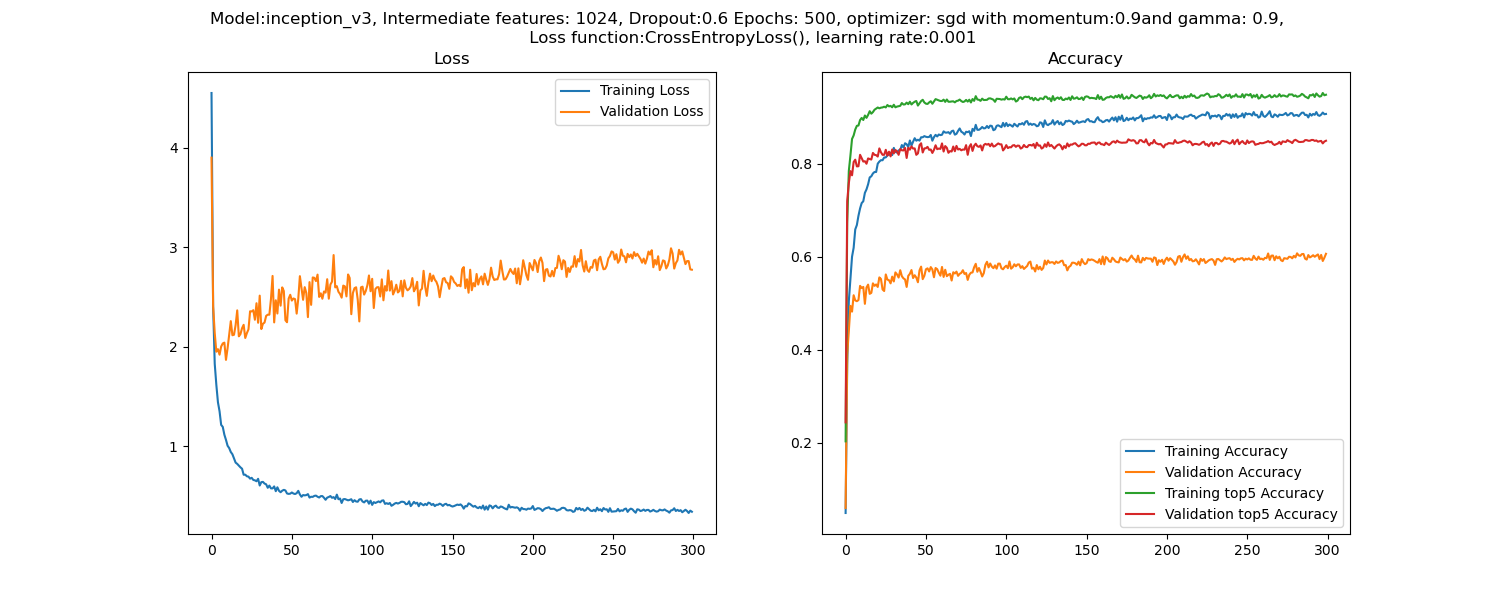 Model:inception_v3, Intermediate features: 1024, Dropout:0.6 Epochs: 500, optimizer: sgd with momentum:0.9and gamma: 0.9,
Loss function:CrossEntropyLoss(), learning rate:0.001
Loss
Training Loss
Validation Loss
4
3
2
1
0
50
100
150
200
250
300
Accuracy
0.8
0.6
0.4
0.2
Training Accuracy
Validation Accuracy
Training top5 Accuracy
Validation top5 Accuracy
0
50
100
150
200
250
300